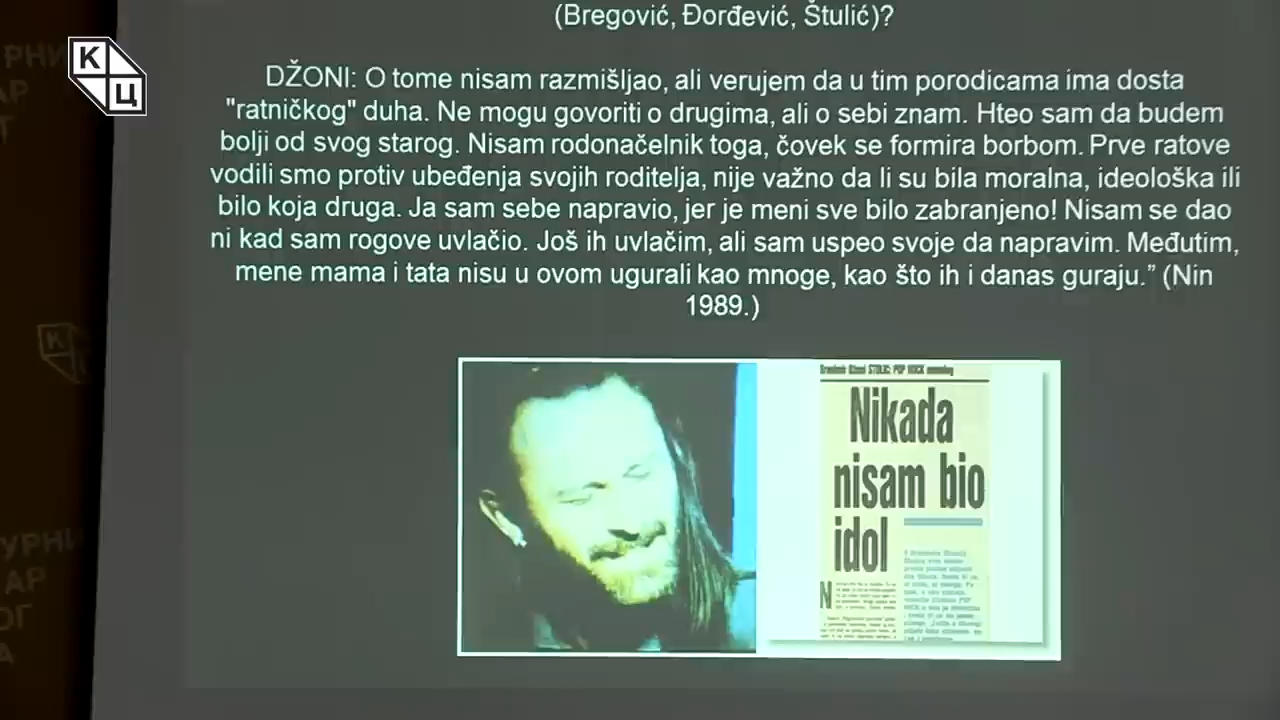 (Bregović, Đorđević, Štulić)?
DŽONI: O tome nisam razmišljao, ali verujem da u tim porodicama ima dosta
"ratničkog" duha. Ne mogu govoriti o drugima, ali o sebi znam. Hteo sam da budem
bolji od svog starog. Nisam rodonačelnik toga, čovek se formira borbom. Prve ratove
vodili smo protiv ubeđenja svojih roditelja, nije važno da li su bila moralna, ideološka ili
bilo koja druga. Ja sam sebe napravio, jer je meni sve bilo zabranjeno! Nisam se dao
ni kad sam rogove uvlačio. Još ih uvlačim, ali sam uspeo svoje da napravim. Međutim,
mene mama i tata nisu u ovom ugurali kao mnoge, kao što ih i danas guraju.” (Nin
1989.)
К
Ц
Nikada
nisam bio
idol
N